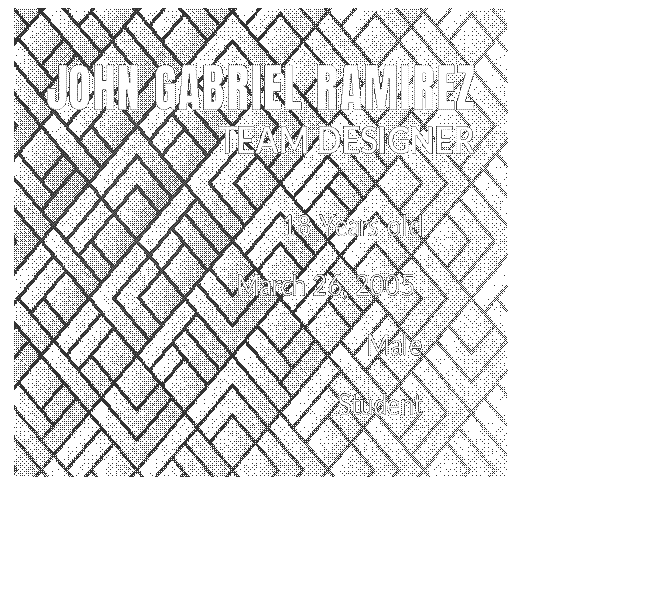 JOHN GABRIEL RAMIREZ
TEAM DESIGNER
Years old
March 26, 2005
Male
Student